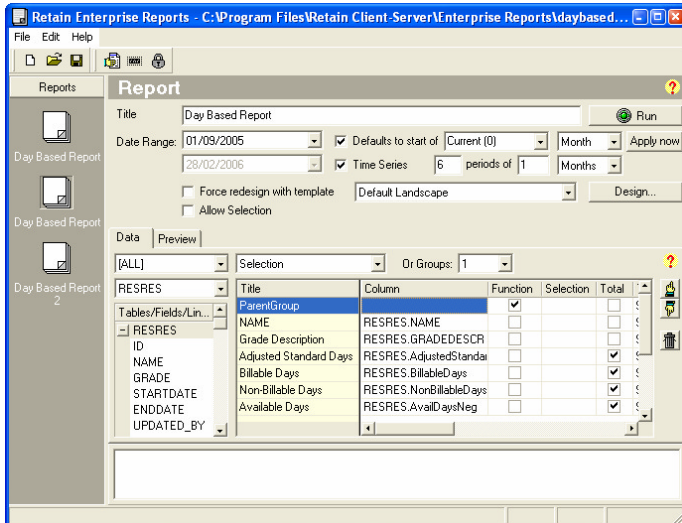 Retain Enterprise Reports - C:\Program Files\Retain Client-Server\Enterprise Reports\daybased...
File Edit Help
Reports
Report
Title Day Based Report Run
Date Range: 01/09/2005 Defaults to start of Current (0) Month Apply now
28/02/2006 Time Series 6 periods of 1 Months
Force redesign with template Default Landscape Design...
Allow Selection
Day Based Report
Day Based Report
Day Based Report 2
Data Preview
[ALL] Selection Or Groups: 1
RESRES Title Column Function Selection Total
Tables/Fields/Lin... ParentGroup
RESRES NAME RESRES.NAME
ID Grade Description RESRES.GRADEDESCR
NAME Adjusted Standard Days RESRES.AdjustedStandar
GRADE Billable Days RESRES.BillableDays
STARTDATE Non-Billable Days RESRES.NonBillableDays
ENDDATE Available Days RESRES.AvailDaysNeg
UPDATED_BY